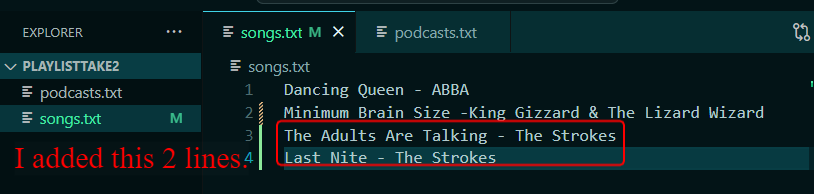 EXPLORER ...
songs.txt M podcasts.txt
PLAYLISTTAKE2
podcasts.txt
songs.txt M
songs.txt
1 Dancing Queen - ABBA
2 Minimum Brain Size -King Gizzard & The Lizard Wizard
3 The Adults Are Talking - The Strokes
4 Last Nite - The Strokes
I added this 2 lines.